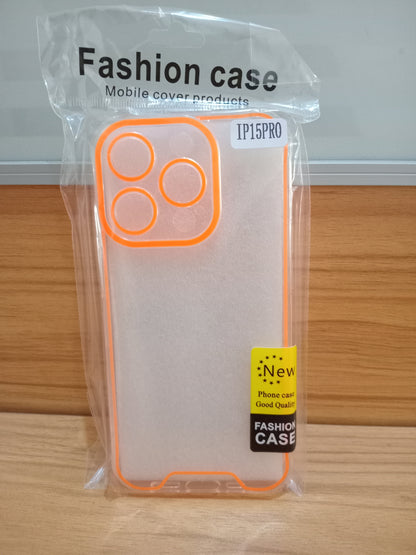 Fashion case
Mobile cover products
IP15PRO
New
Phone case
Good Quality
FASHION
CASE